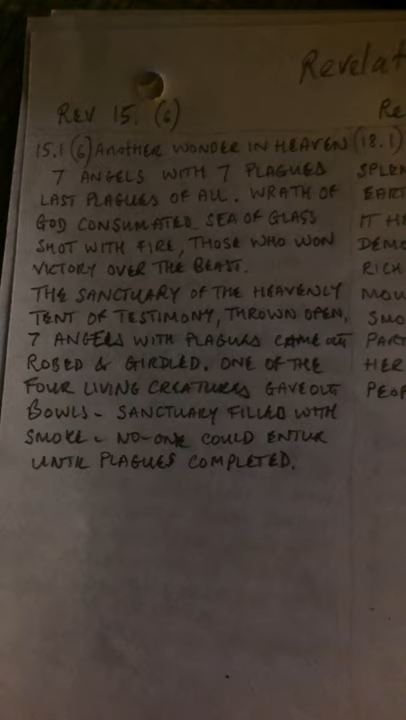 Revelat
REV 15. (6)
Re
15.1 (6) ANOTHER WONDER IN HEAVEN
7 ANGELS WITH 7 PLAGUES
LAST PLAGUES OF ALL. WRATH OF
GOD CONSUMATED. SEA OF GLASS
SHOT WITH FIRE, THOSE WHO WON
VICTORY OVER THE BEAST.
THE SANCTUARY OF THE HEAVENLY
TENT OF TESTIMONY, THROWN OPEN,
7 ANGELS WITH PLAGUES CAME OUT
ROBED & GIRDLED. ONE OF THE
FOUR LIVING CREATURES GAVE OUT
BOWLS - SANCTUARY FILLED WITH
SMOKE - NO-ONE COULD ENTUR
UNTIL PLAGUES COMPLETED.
(18.1)
SPLEN
EART
IT HA
DEMO
RICH
MOU
SMO
PART
HER
PEOP